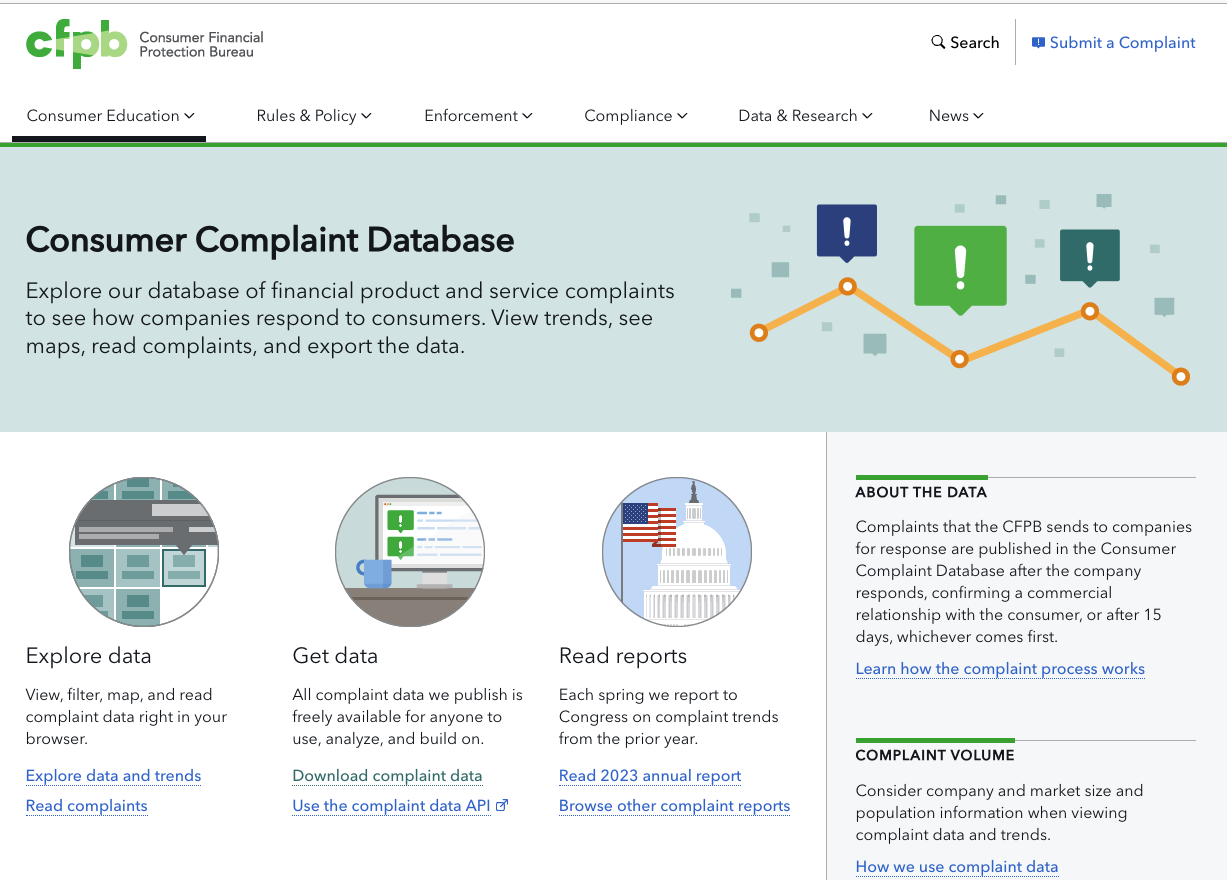 cfpb
Consumer Financial
Protection Bureau
Search
Submit a Complaint
Consumer Education
Rules & Policy
Enforcement
Compliance
Data & Research
News
Consumer Complaint Database
Explore our database of financial product and service complaints
to see how companies respond to consumers. View trends, see
maps, read complaints, and export the data.
Explore data
View, filter, map, and read
complaint data right in your
browser.
Explore data and trends
Read complaints
Get data
All complaint data we publish is
freely available for anyone to
use, analyze, and build on.
Download complaint data
Use the complaint data API
Read reports
Each spring we report to
Congress on complaint trends
from the prior year.
Read 2023 annual report
Browse other complaint reports
ABOUT THE DATA
Complaints that the CFPB sends to companies
for response are published in the Consumer
Complaint Database after the company
responds, confirming a commercial
relationship with the consumer, or after 15
days, whichever comes first.
Learn how the complaint process works
COMPLAINT VOLUME
Consider company and market size and
population information when viewing
complaint data and trends.
How we use complaint data